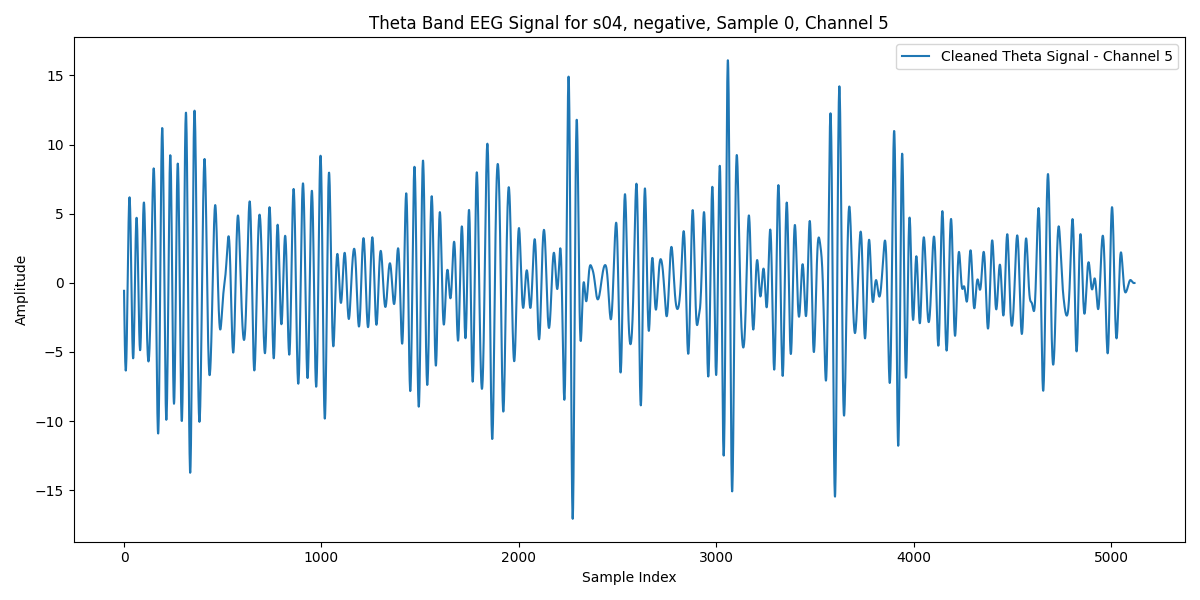 Theta Band EEG Signal for s04, negative, Sample 0, Channel 5
Cleaned Theta Signal - Channel 5
Amplitude
15
10
5
0
−5
−10
−15
0 1000 2000 3000 4000 5000
Sample Index